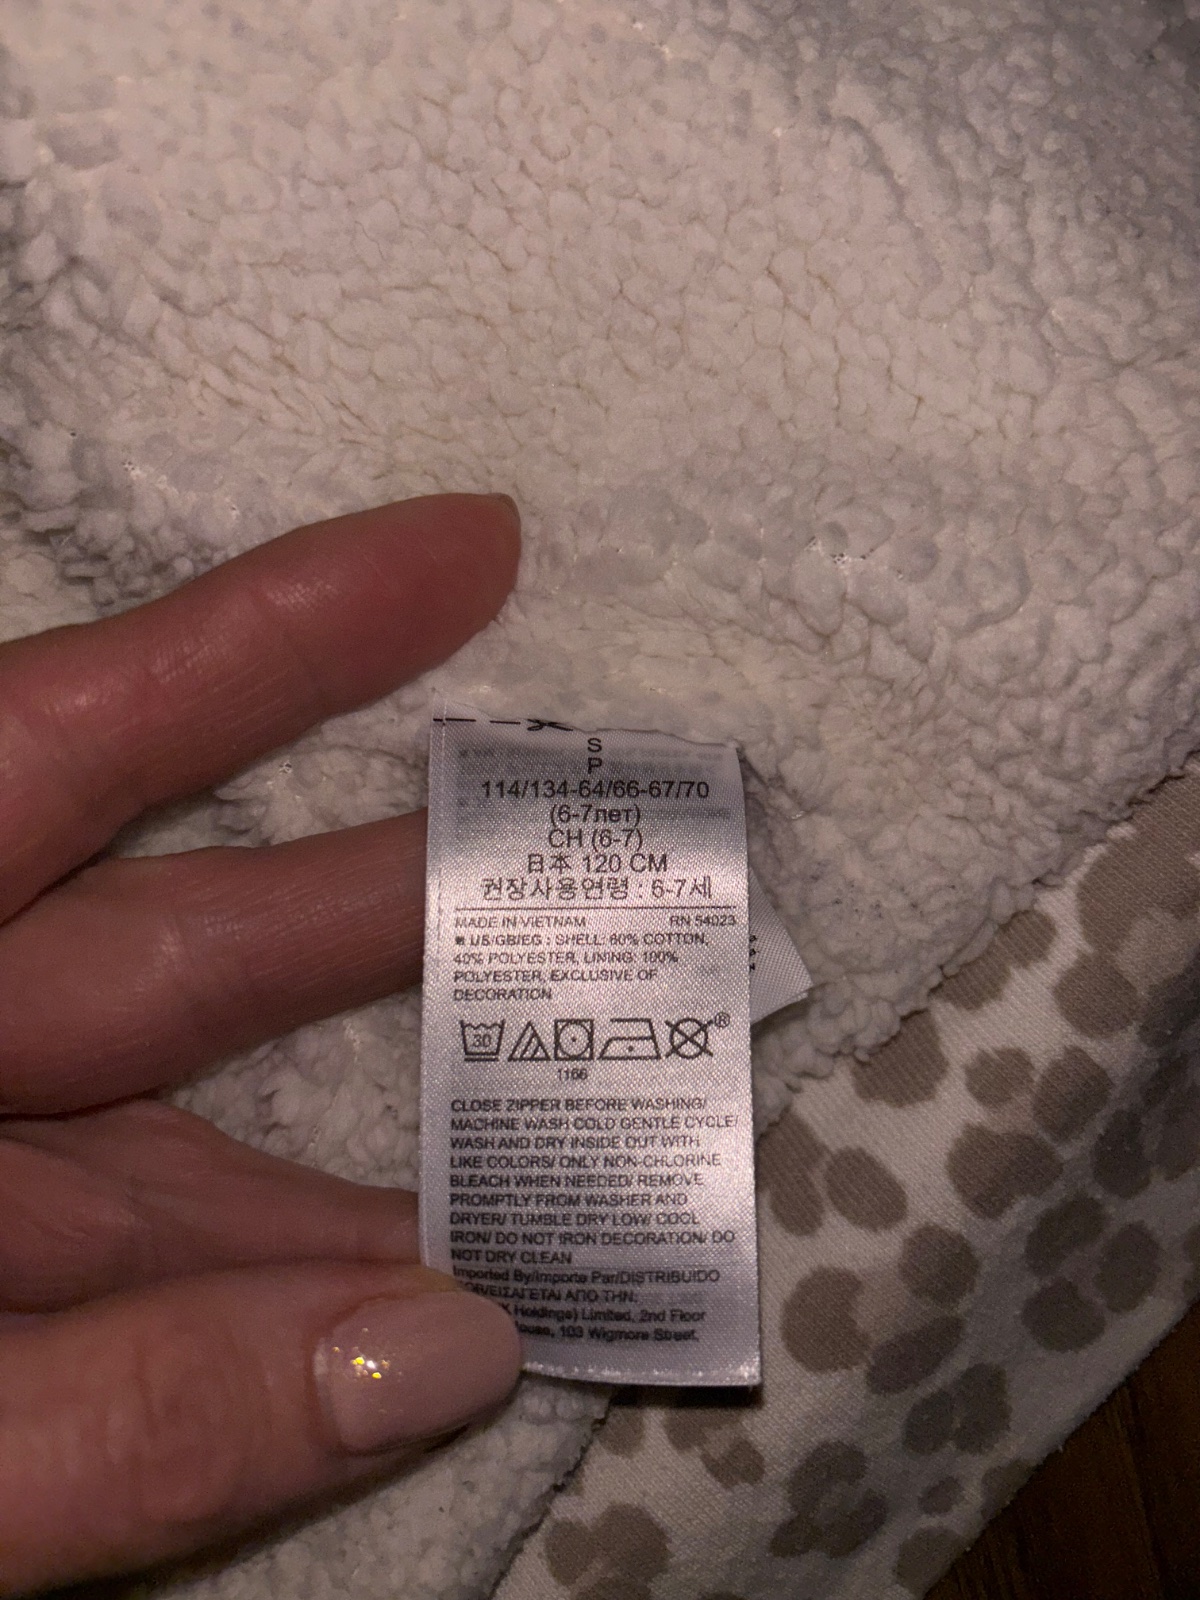 S
P
114/134-64/66-67/70
(6-7лет)
CH (6-7)
日本 120 CM
권장사용연령 : 6-7세
MADE IN VIETNAM RN 54023
US/GB/EG : SHELL: 60% COTTON,
40% POLYESTER, LINING: 100%
POLYESTER, EXCLUSIVE OF
DECORATION
30
®
1166
CLOSE ZIPPER BEFORE WASHING/
MACHINE WASH COLD GENTLE CYCLE/
WASH AND DRY INSIDE OUT WITH
LIKE COLORS/ ONLY NON-CHLORINE
BLEACH WHEN NEEDED/ REMOVE
PROMPTLY FROM WASHER AND
DRYER/ TUMBLE DRY LOW/ COOL
IRON/ DO NOT IRON DECORATION/ DO
NOT DRY CLEAN
Imported By/Importe Par/DISTRIBUIDO
ΑΠΟ ΤΗΝ:
Holdings) Limited, 2nd Floor
103 Wigmore Street,